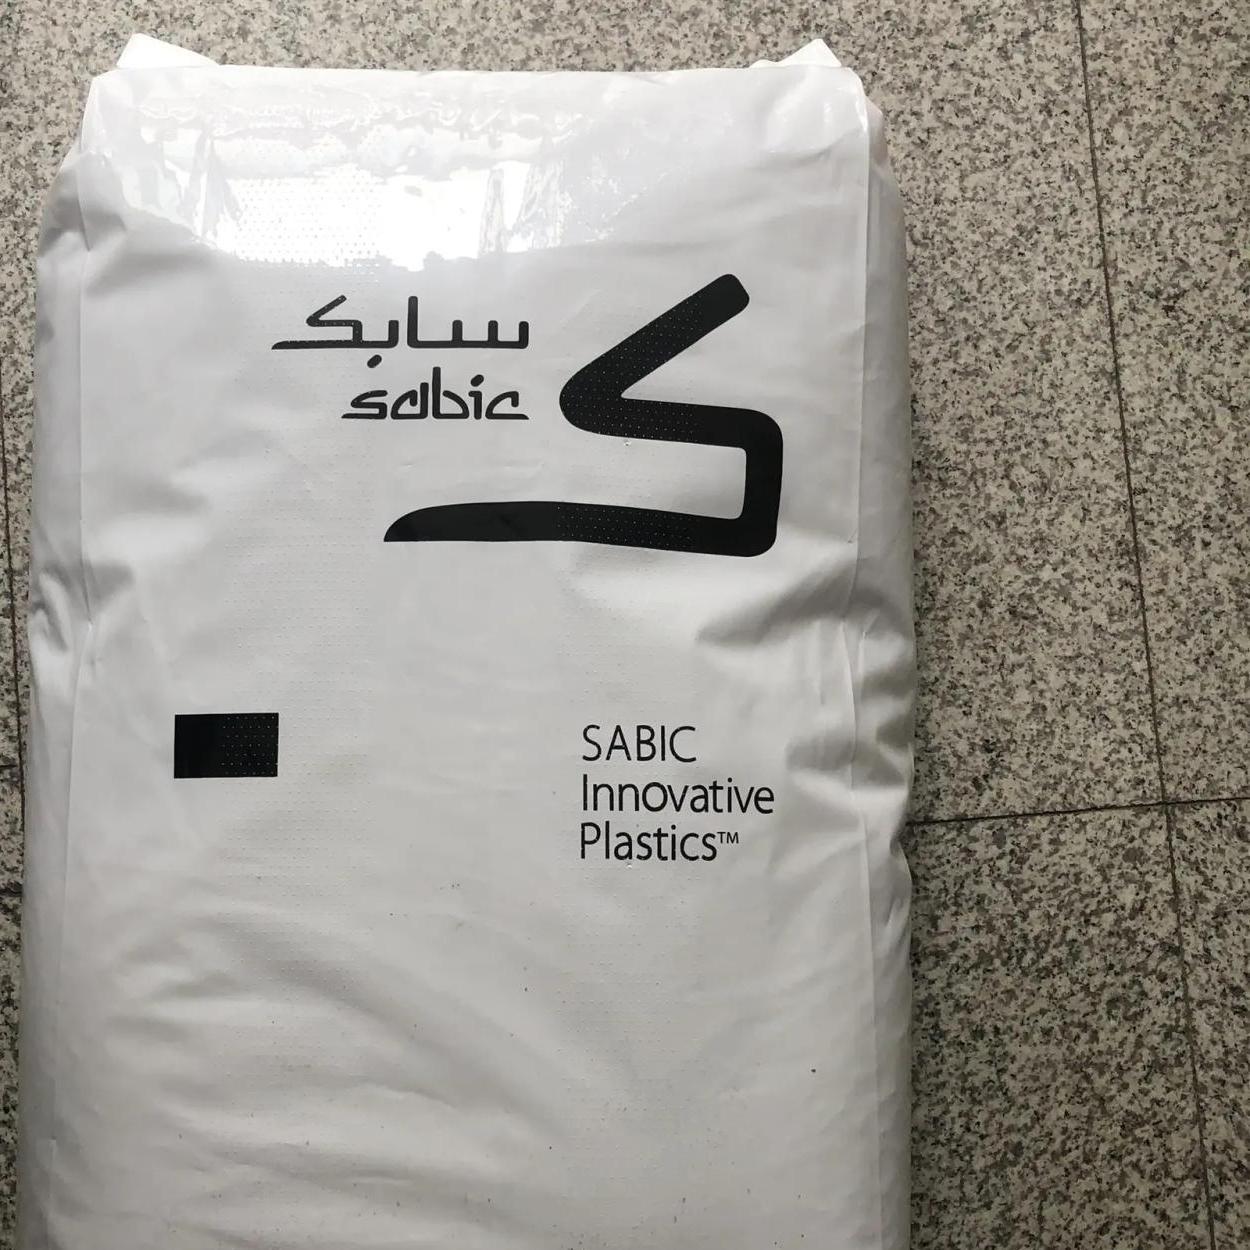 سابك
sabic
SABIC
Innovative
Plastics™